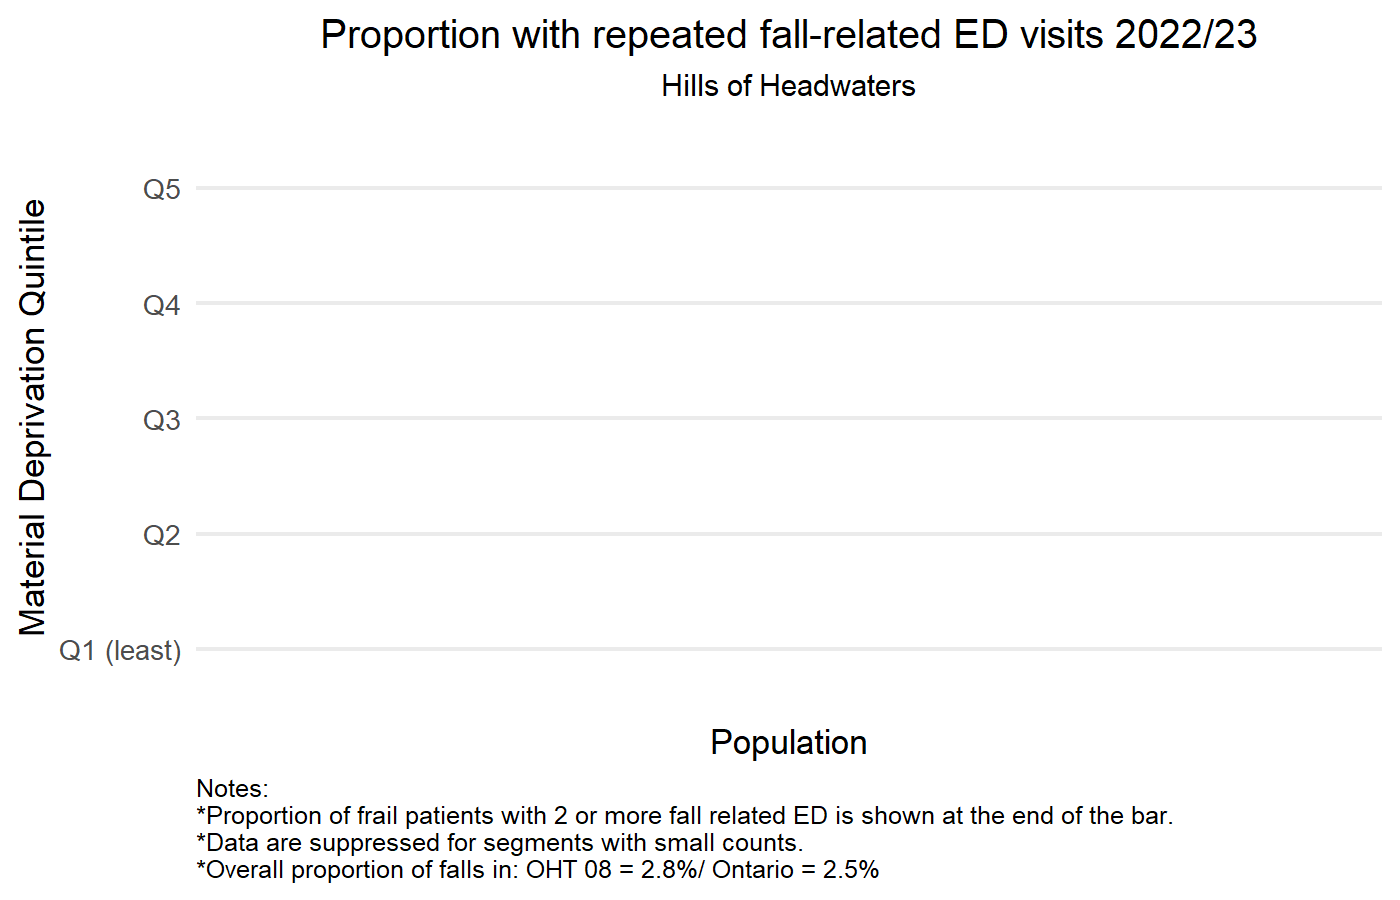 Proportion with repeated fall-related ED visits 2022/23
Hills of Headwaters
Material Deprivation Quintile
Q5
Q4
Q3
Q2
Q1 (least)
Population
Notes:
*Proportion of frail patients with 2 or more fall related ED is shown at the end of the bar.
*Data are suppressed for segments with small counts.
*Overall proportion of falls in: OHT 08 = 2.8%/ Ontario = 2.5%